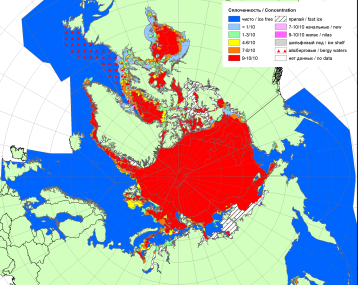 Сплоченность / Concentration
чисто / ice free
< 1/10
1-3/10
4-6/10
7-8/10
9-10/10
припай / fast ice
7-10/10 начальные / new
9-10/10 нилас / nilas
шельфовый лед / ice shelf
айсберговые / bergy waters
нет данных / no data